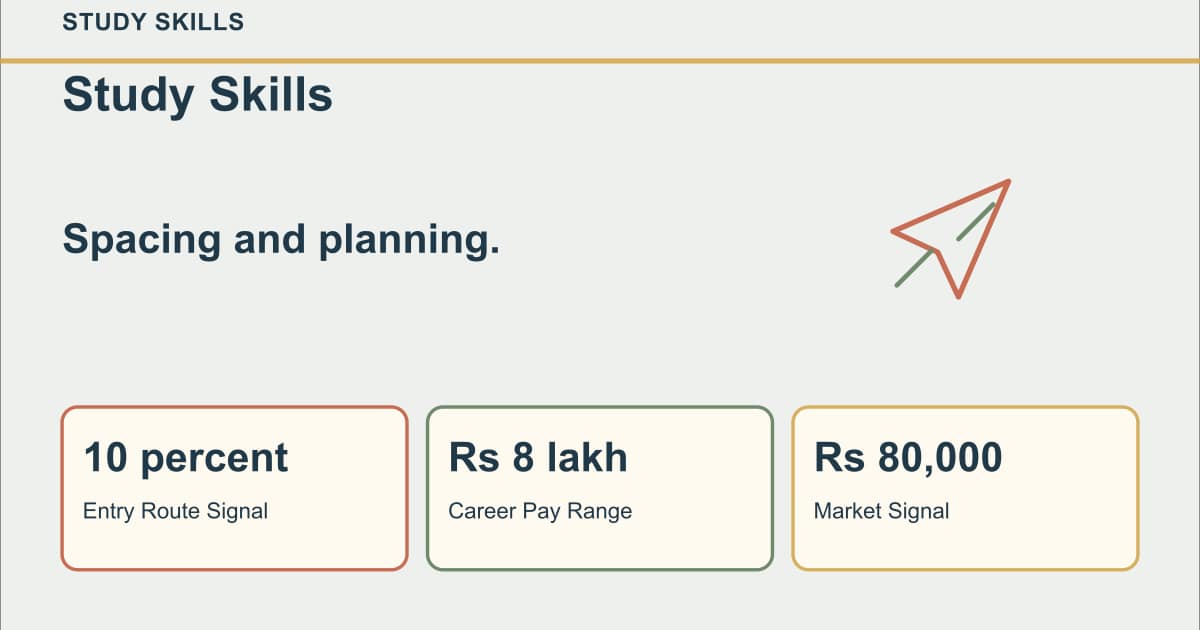 STUDY SKILLS
Study Skills
Spacing and planning.
10 percent
Entry Route Signal
Rs 8 lakh
Career Pay Range
Rs 80,000
Market Signal